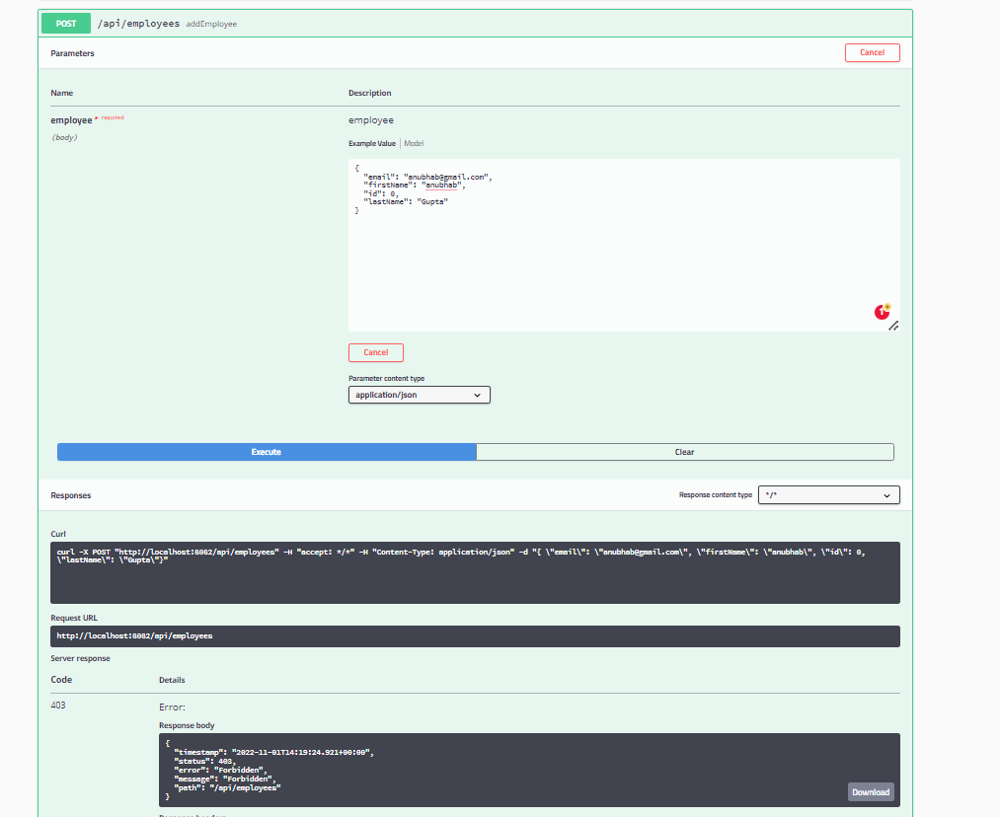 POST /api/employees addEmployee
Parameters
Cancel
Name Description
employee * required employee
(body)
Example Value | Model
{
"email": "anubhab@gmail.com",
"firstName": "anubhab",
"id": 0,
"lastName": "Gupta"
}
1
Cancel
Parameter content type
application/json
Execute Clear
Responses Response content type */*
Curl
curl -X POST "http://localhost:8082/api/employees" -H "accept: */*" -H "Content-Type: application/json" -d "{ \"email\": \"anubhab@gmail.com\", \"firstName\": \"anubhab\", \"id\": 0,
\"lastName\": \"Gupta\"}"
Request URL
http://localhost:8082/api/employees
Server response
Code Details
403 Error:
Response body
{
"timestamp": "2022-11-01T14:19:24.921+00:00",
"status": 403,
"error": "Forbidden",
"message": "Forbidden",
"path": "/api/employees"
}
Download